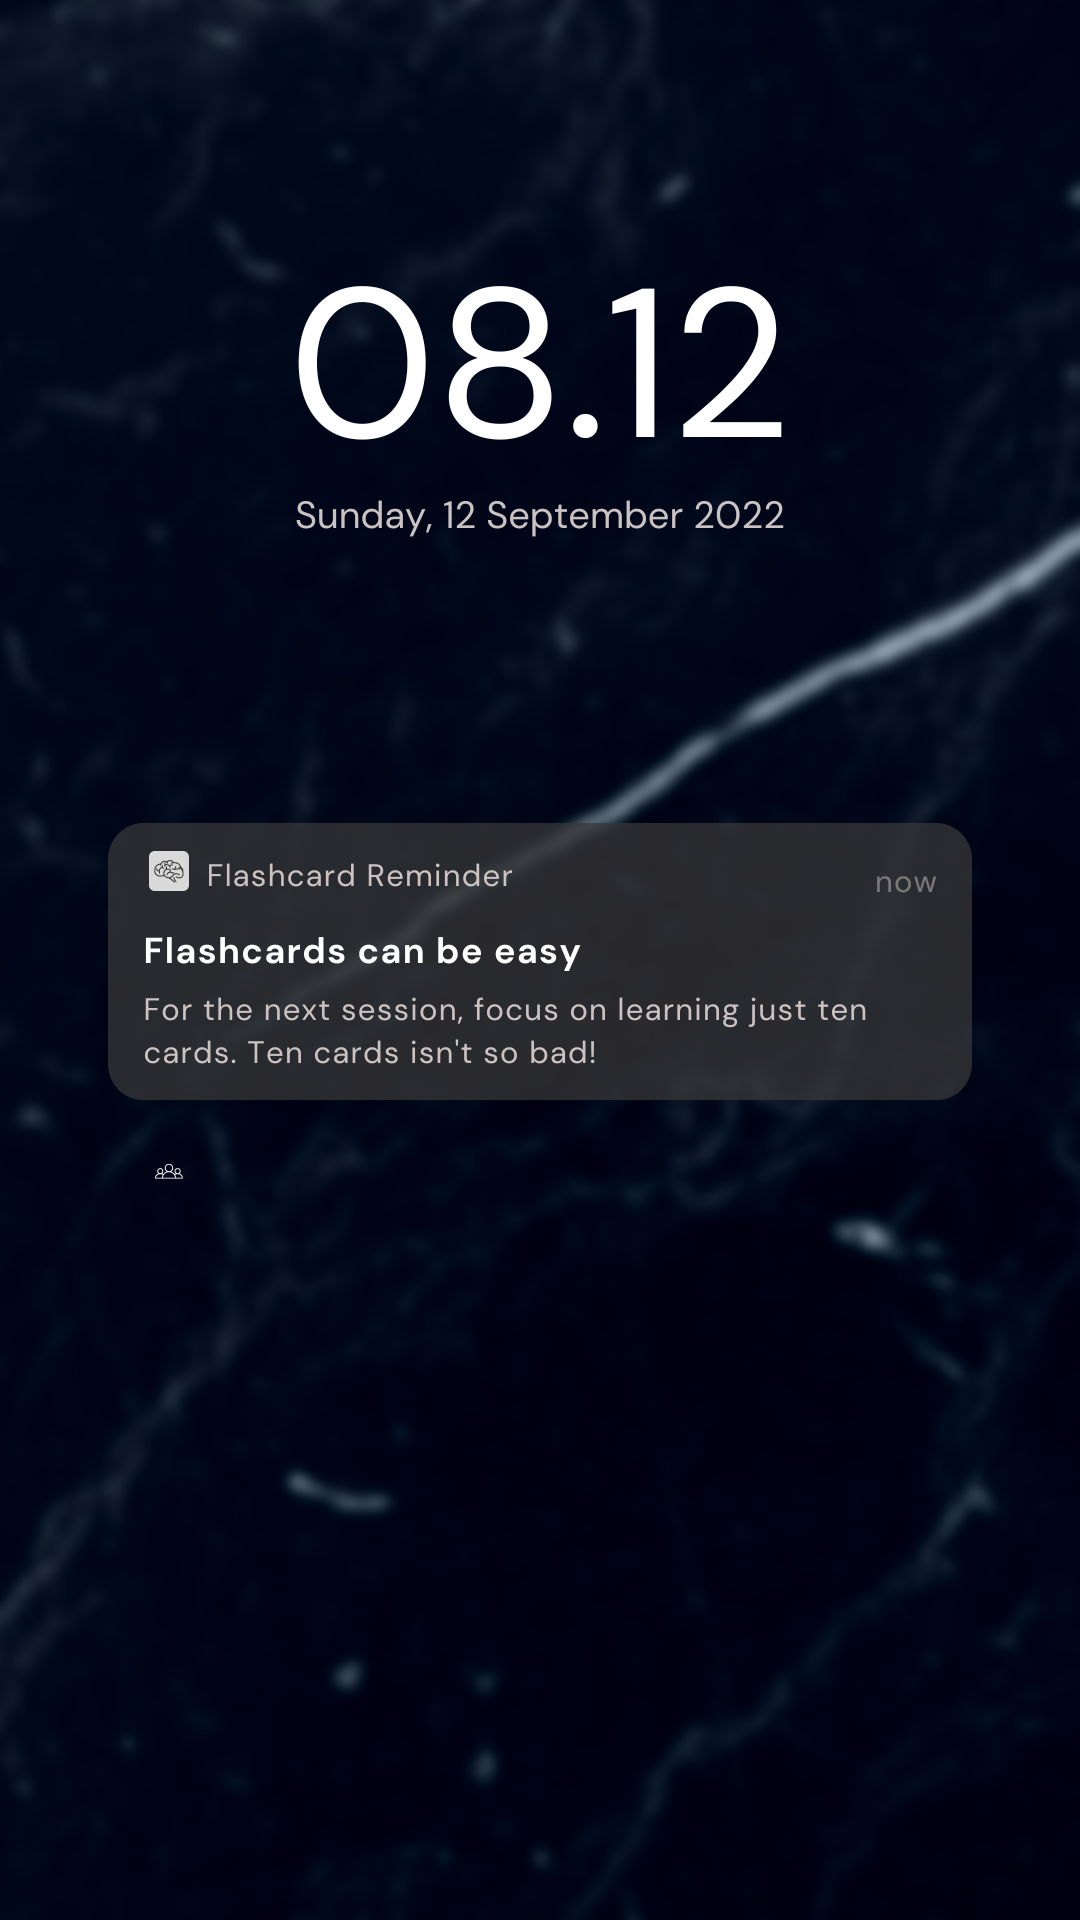 08.12
Sunday, 12 September 2022
Flashcard Reminder
now
Flashcards can be easy
For the next session, focus on learning just ten
cards. Ten cards isn't so bad!